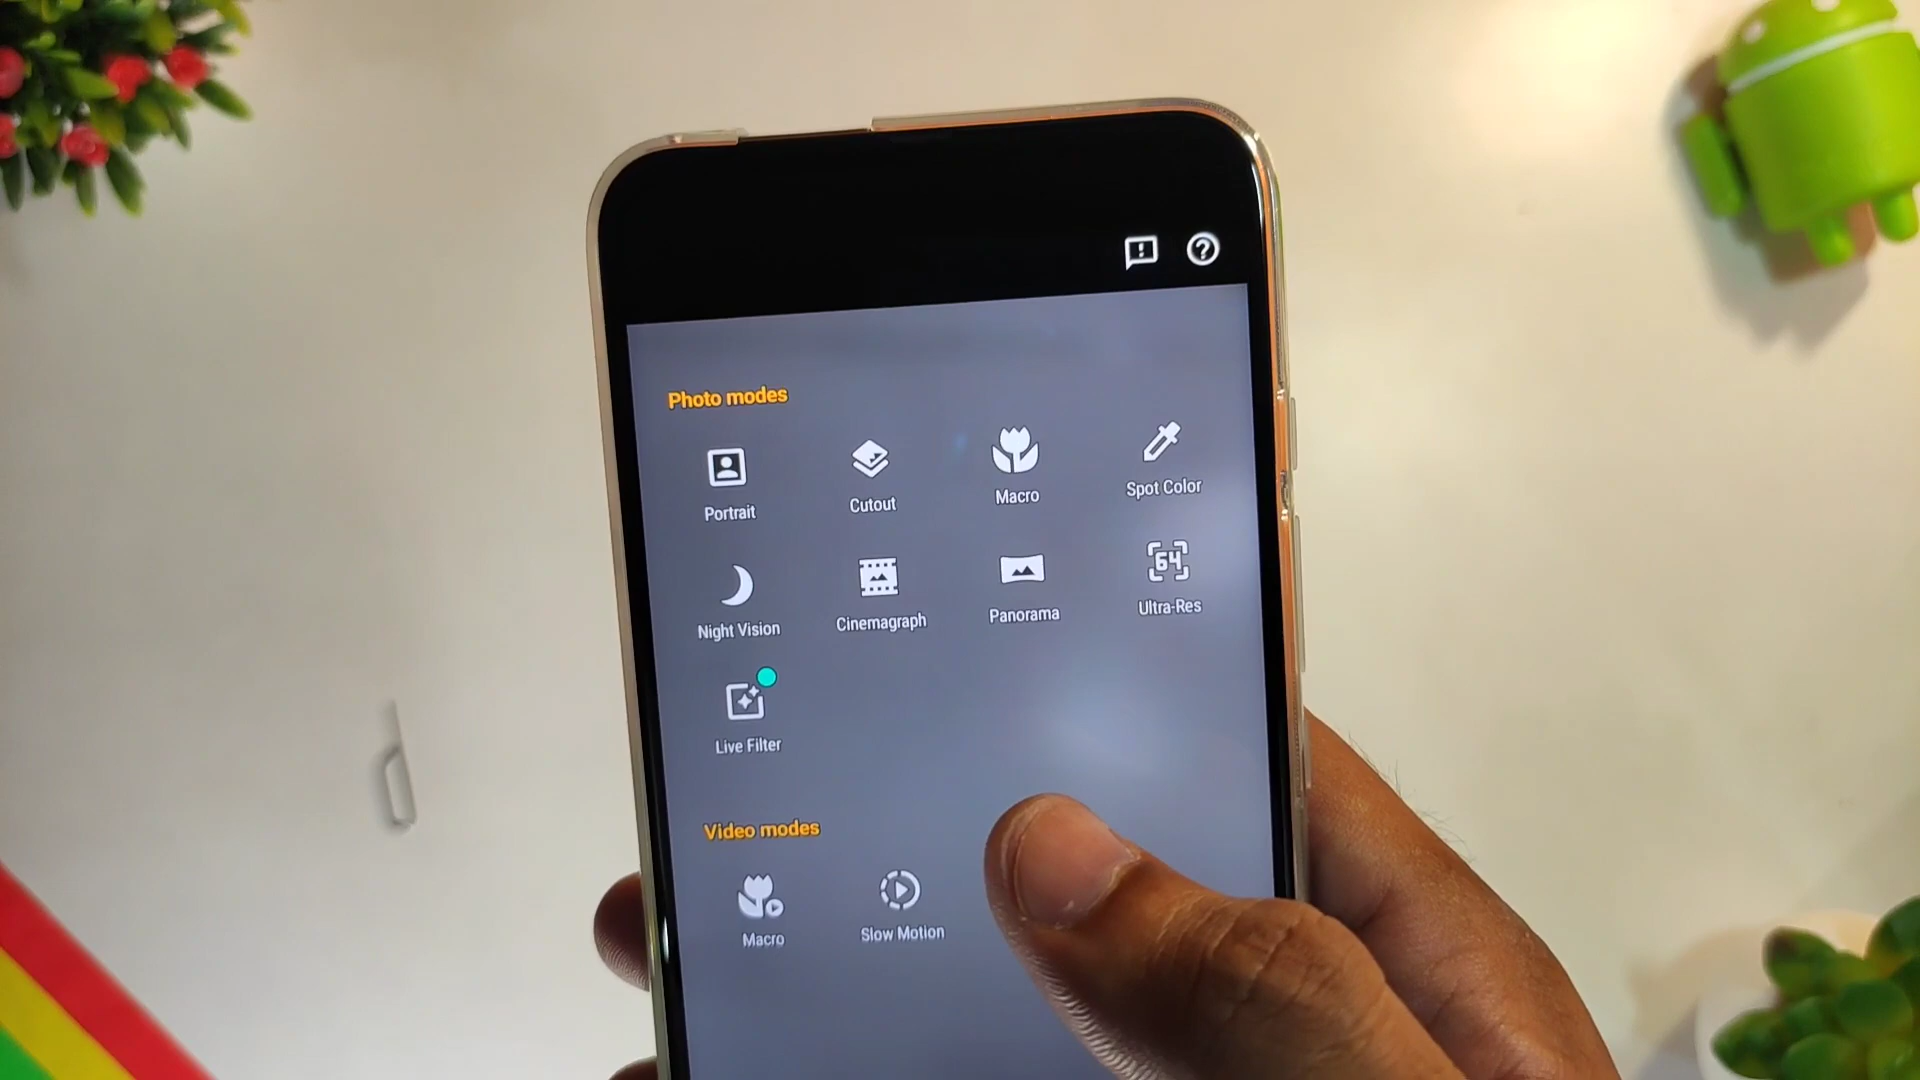 Photo modes
Portrait
Cutout
Macro
Spot Color
Night Vision
Cinemagraph
Panorama
64
Ultra-Res
Live Filter
Video modes
Macro
Slow Motion